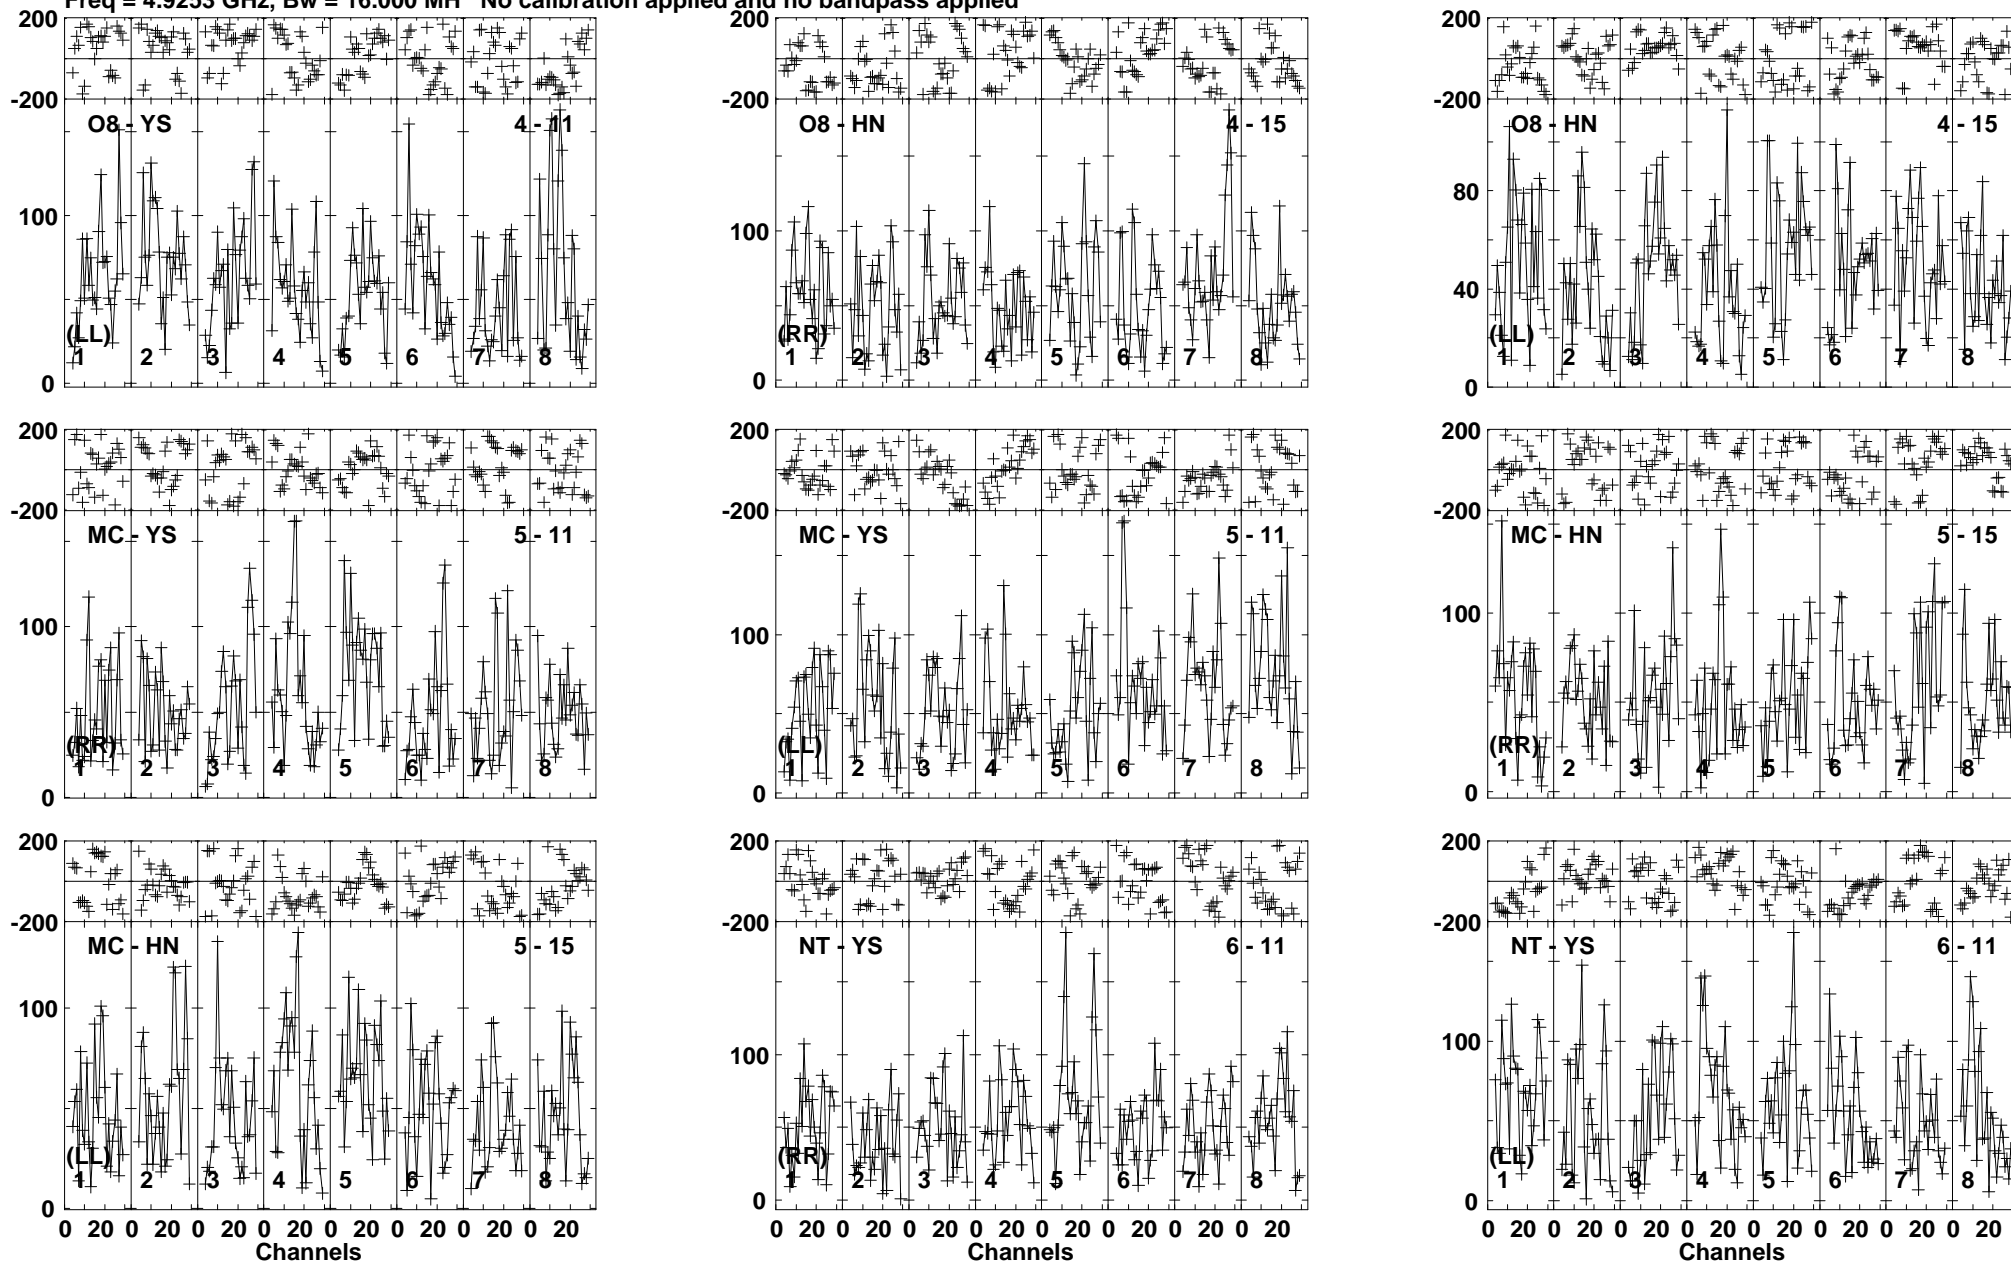 Freq = 4.9253 GHz, Bw = 16.000 MH No calibration applied and no bandpass applied
200 200 200
-200 -200 -200
O8 - YS 4 - 11 O8 - HN 4 - 15 O8 - HN 4 - 15
100 100 80
40
(LL) (RR) (LL)
1 2 3 4 5 6 7 8 1 2 3 4 5 6 7 8 1 2 3 4 5 6 7 8
0 0 0
200 200 200
-200 -200 -200
MC - YS 5 - 11 MC - YS 5 - 11 MC - HN 5 - 15
100 100 100
(RR) (LL) (RR)
1 2 3 4 5 6 7 8 1 2 3 4 5 6 7 8 1 2 3 4 5 6 7 8
0 0 0
200 200 200
-200 -200 -200
MC - HN 5 - 15 NT - YS 6 - 11 NT - YS 6 - 11
100 100 100
(LL) (RR) (LL)
1 2 3 4 5 6 7 8 1 2 3 4 5 6 7 8 1 2 3 4 5 6 7 8
0 0 0
0 20 0 20 0 20 0 20 0 20 0 20 0 20 0 20 0 20 0 20 0 20 0 20 0 20 0 20 0 20 0 20 0 20 0 20 0 20 0 20 0 20 0 20 0 20 0 20
Channels Channels Channels